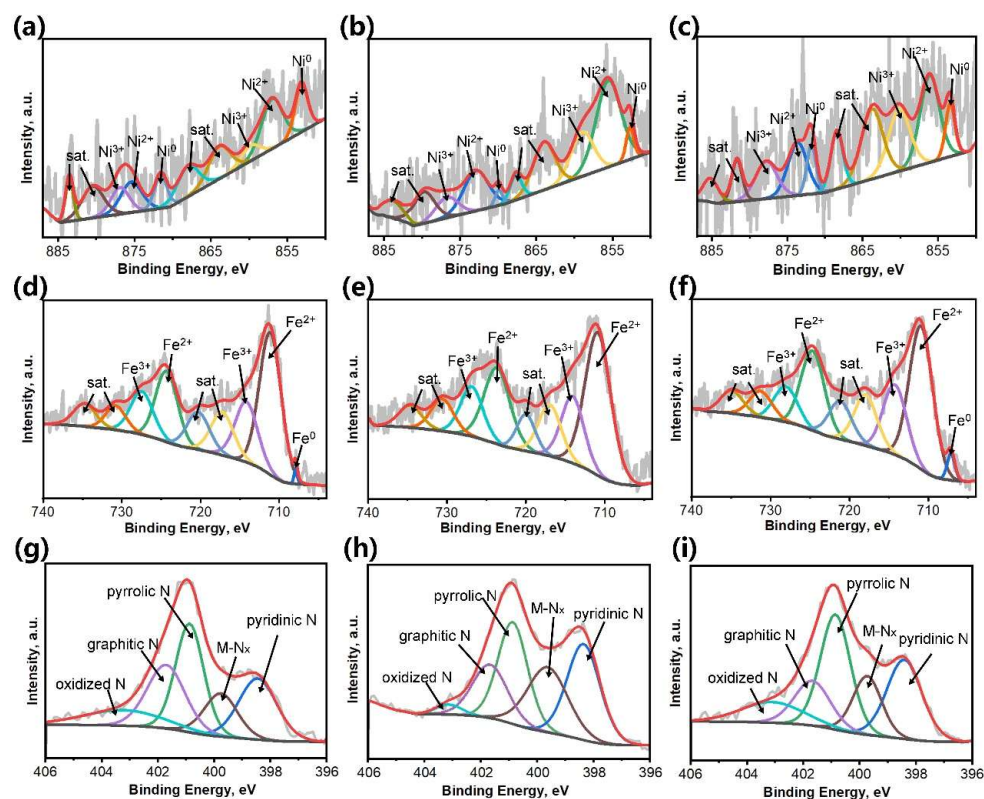 (a)
Intensity, a.u.
sat.
Ni³⁺
Ni²⁺
Ni⁰
sat.
Ni³⁺
Ni²⁺
Ni⁰
885 875 865 855
Binding Energy, eV
(b)
Intensity, a.u.
sat.
Ni³⁺
Ni²⁺
Ni⁰
sat.
Ni³⁺
Ni²⁺
Ni⁰
885 875 865 855
Binding Energy, eV
(c)
Intensity, a.u.
Ni³⁺
Ni²⁺
Ni⁰
sat.
Ni³⁺
Ni²⁺
Ni⁰
sat.
885 875 865 855
Binding Energy, eV
(d)
Intensity, a.u.
sat.
Fe³⁺
Fe²⁺
sat.
Fe³⁺
Fe²⁺
Fe⁰
740 730 720 710
Binding Energy, eV
(e)
Intensity, a.u.
sat.
Fe³⁺
Fe²⁺
sat.
Fe³⁺
Fe²⁺
740 730 720 710
Binding Energy, eV
(f)
Intensity, a.u.
sat.
Fe³⁺
Fe²⁺
sat.
Fe³⁺
Fe²⁺
Fe⁰
740 730 720 710
Binding Energy, eV
(g)
Intensity, a.u.
pyrrolic N
graphitic N
oxidized N
M-Nₓ
pyridinic N
406 404 402 400 398 396
Binding Energy, eV
(h)
Intensity, a.u.
pyrrolic N
graphitic N
oxidized N
M-Nₓ
pyridinic N
406 404 402 400 398 396
Binding Energy, eV
(i)
Intensity, a.u.
pyrrolic N
graphitic N
oxidized N
M-Nₓ
pyridinic N
406 404 402 400 398 396
Binding Energy, eV